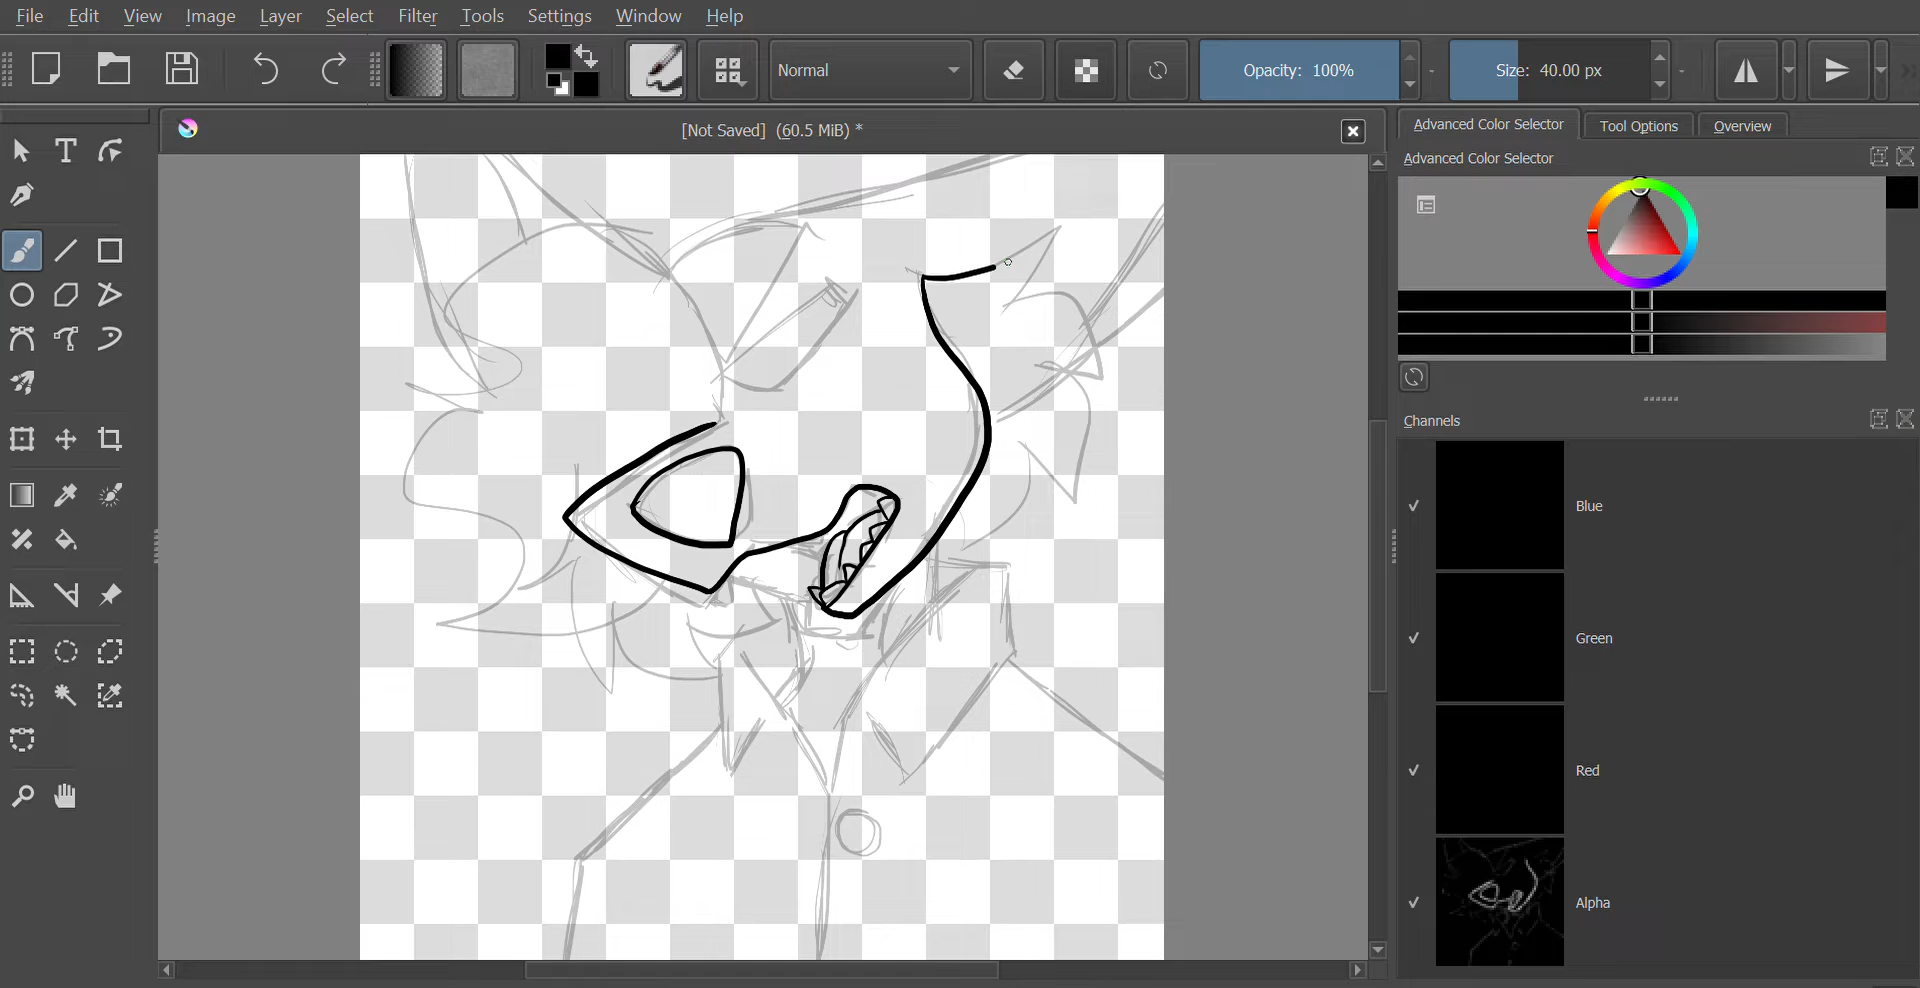 File Edit View Image Layer Select Filter Tools Settings Window Help
Normal Opacity: 100% Size: 40.00 px
[Not Saved] (60.5 MiB) *
Advanced Color Selector Tool Options Overview
Advanced Color Selector
Channels
Blue
Green
Red
Alpha